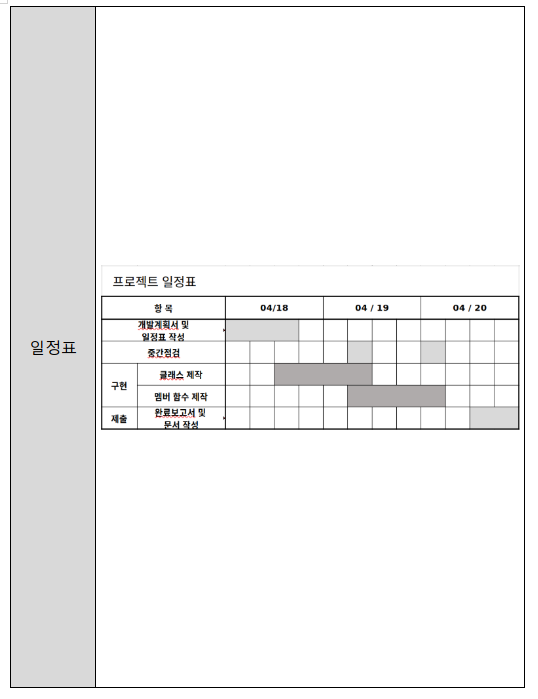 일정표
프로젝트 일정표
항 목
04/18
04 / 19
04 / 20
개발계획서 및
일정표 작성
중간점검
구현
클래스 제작
멤버 함수 제작
제출
완료보고서 및
문서 작성